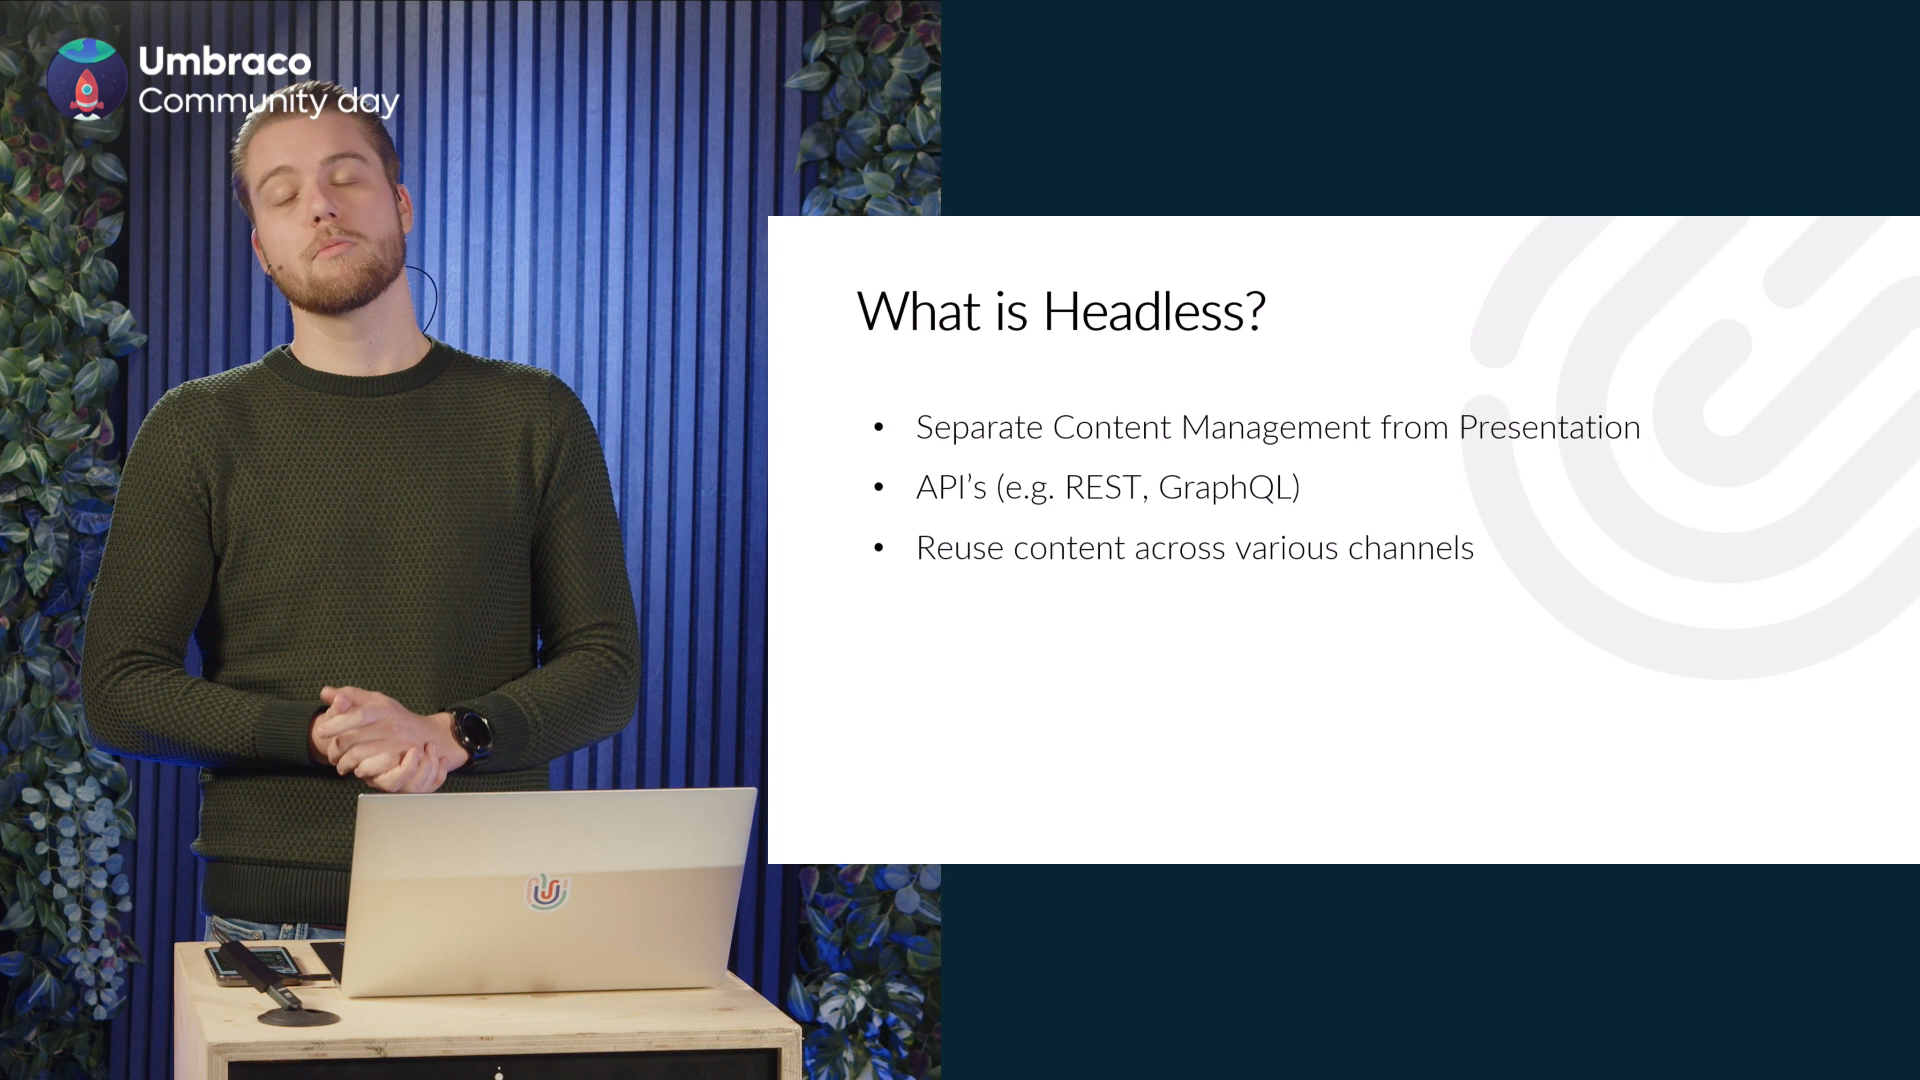 Umbraco
Community day
What is Headless?
• Separate Content Management from Presentation
• API’s (e.g. REST, GraphQL)
• Reuse content across various channels